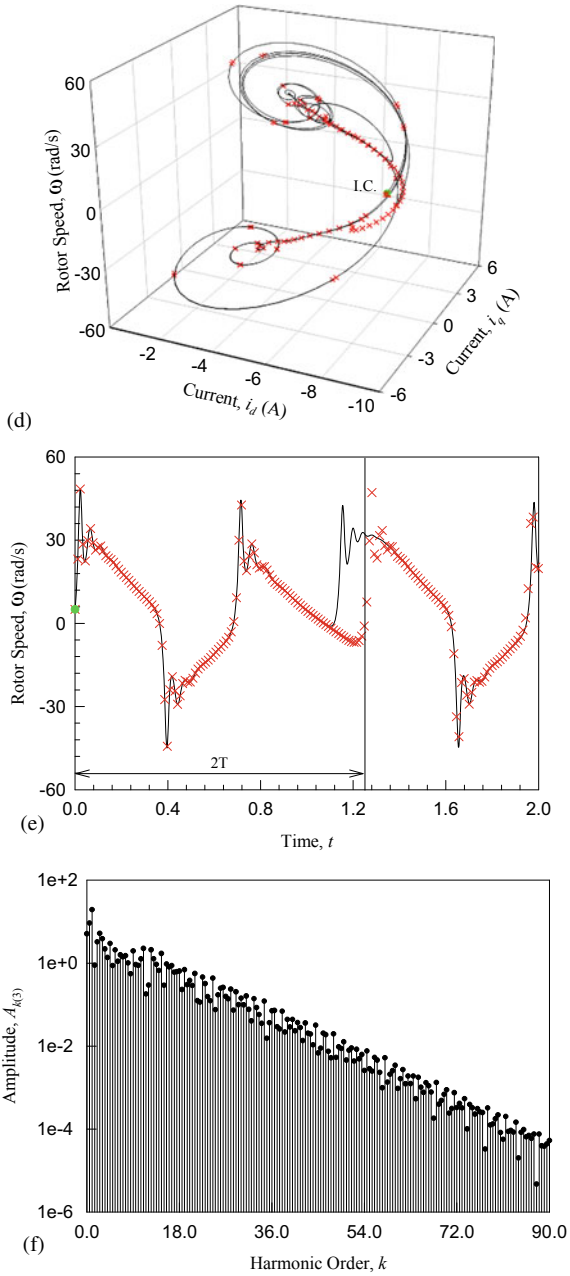 60
30
0
-30
-60
Rotor Speed, ω (rad/s)
I.C.
6
3
0
-3
-6
Current, i_q (A)
-2
-4
-6
-8
-10
Current, i_d (A)
(d)
60
30
0
-30
-60
Rotor Speed, ω (rad/s)
2T
0.0
0.4
0.8
1.2
1.6
2.0
Time, t
(e)
1e+2
1e+0
1e-2
1e-4
1e-6
Amplitude, A_{k(3)}
0.0
18.0
36.0
54.0
72.0
90.0
Harmonic Order, k
(f)